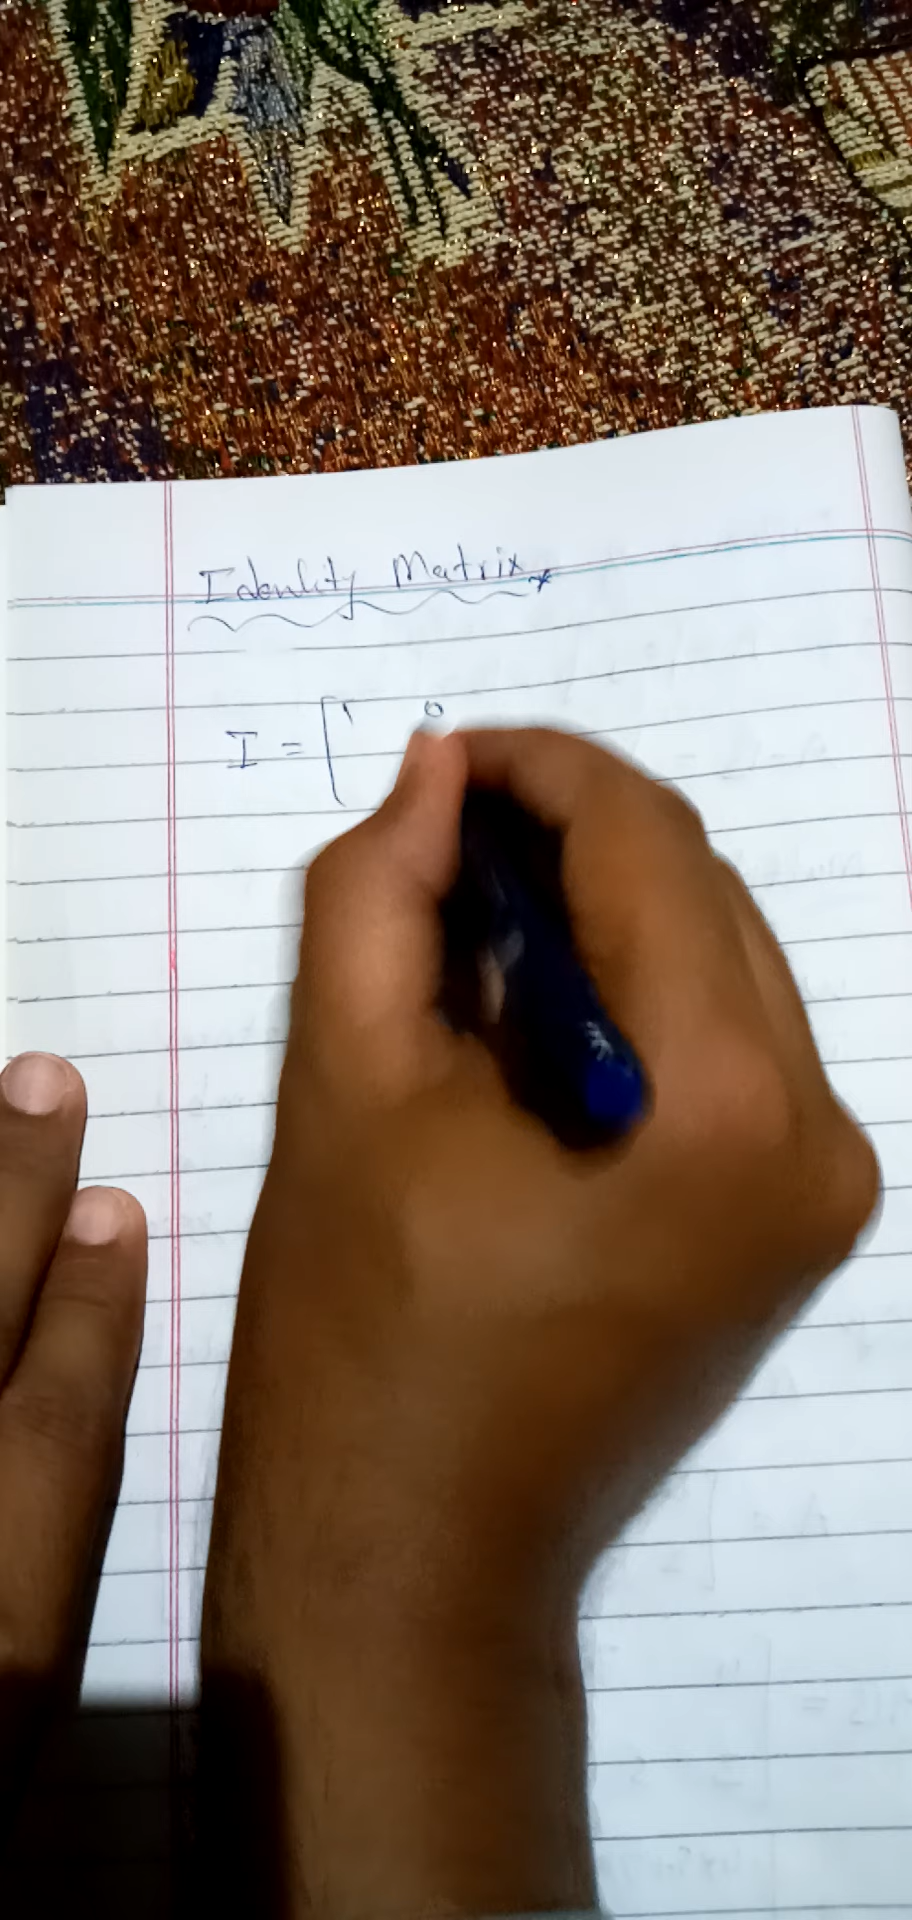 Identity Matrix
I = [ 1 0